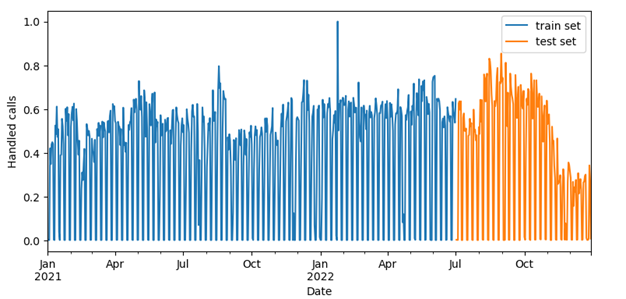 train set
test set
Handled calls
1.0
0.8
0.6
0.4
0.2
0.0
Jan Apr Jul Oct Jan Apr Jul Oct
2021 2022
Date